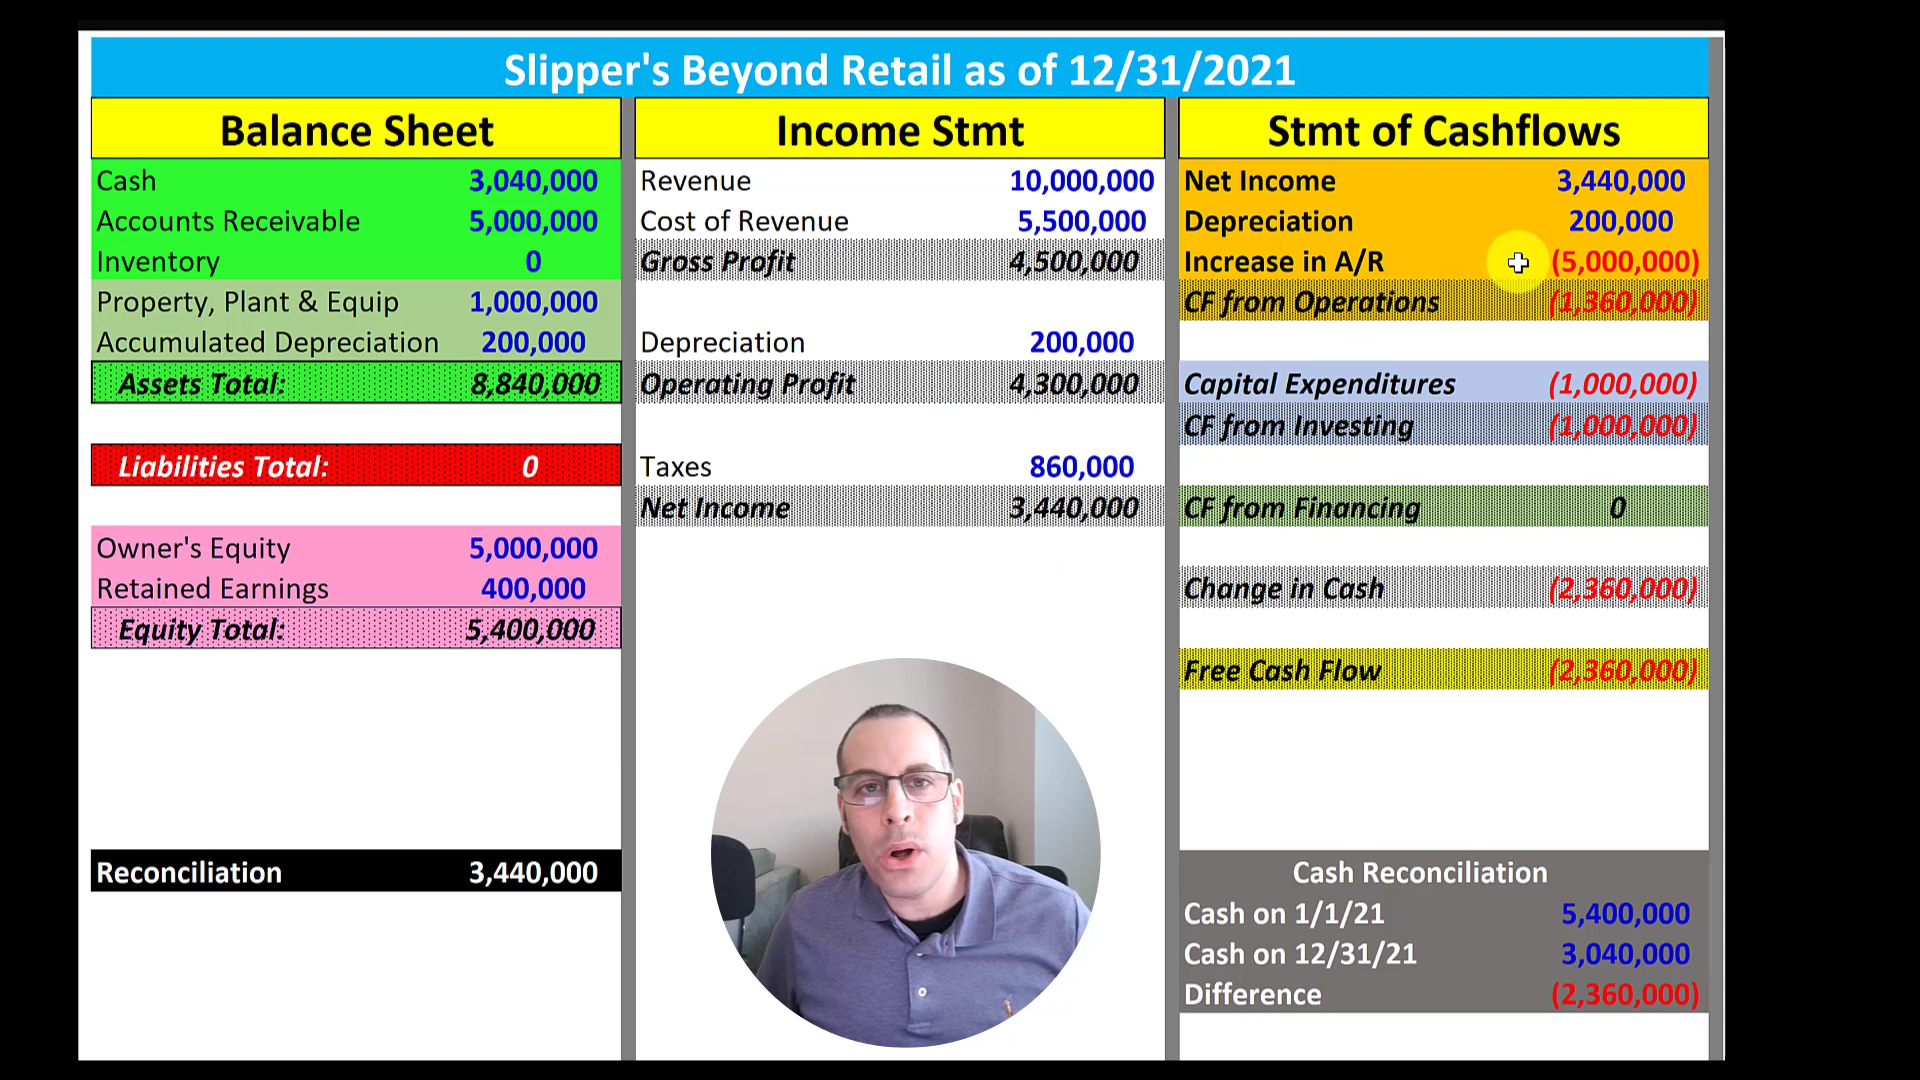 Slipper's Beyond Retail as of 12/31/2021
Balance Sheet
Cash 3,040,000
Accounts Receivable 5,000,000
Inventory 0
Property, Plant & Equip 1,000,000
Accumulated Depreciation 200,000
Assets Total: 8,840,000
Liabilities Total: 0
Owner's Equity 5,000,000
Retained Earnings 400,000
Equity Total: 5,400,000
Reconciliation 3,440,000
Income Stmt
Revenue 10,000,000
Cost of Revenue 5,500,000
Gross Profit 4,500,000
Depreciation 200,000
Operating Profit 4,300,000
Taxes 860,000
Net Income 3,440,000
Stmt of Cashflows
Net Income 3,440,000
Depreciation 200,000
Increase in A/R (5,000,000)
CF from Operations (1,360,000)
Capital Expenditures (1,000,000)
CF from Investing (1,000,000)
CF from Financing 0
Change in Cash (2,360,000)
Free Cash Flow (2,360,000)
Cash Reconciliation
Cash on 1/1/21 5,400,000
Cash on 12/31/21 3,040,000
Difference (2,360,000)